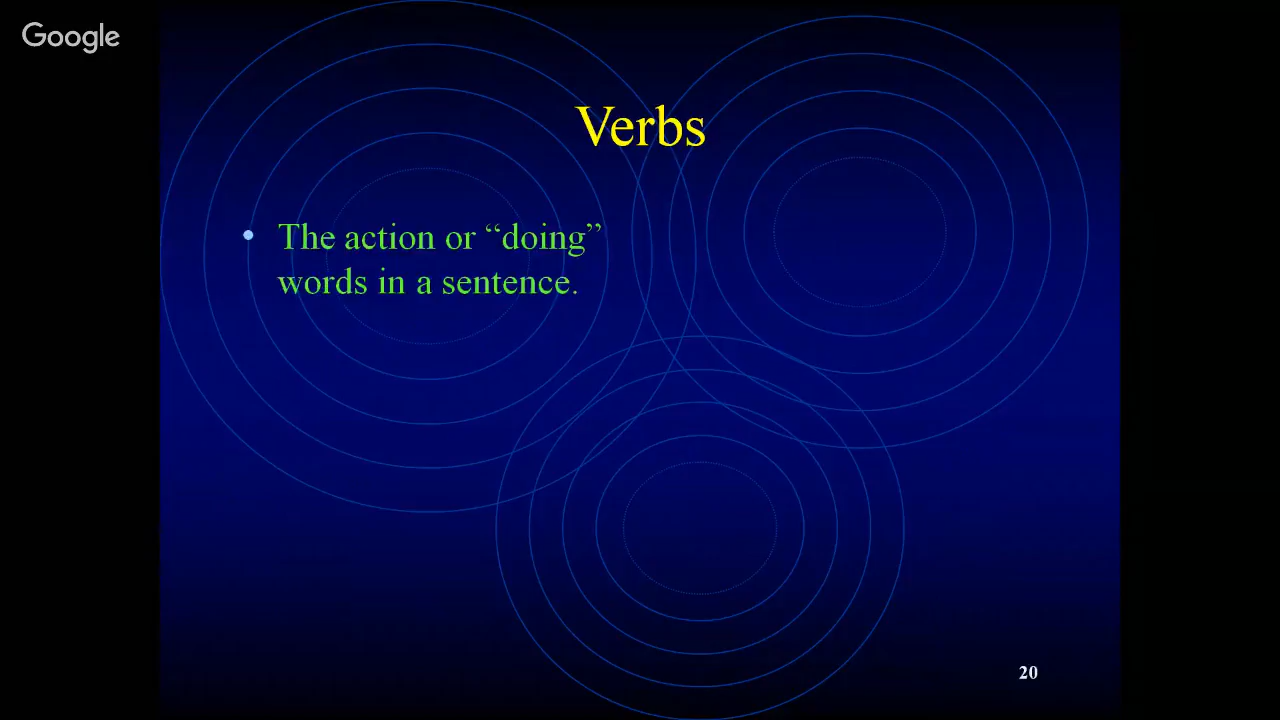 Google
Verbs
• The action or “doing”
words in a sentence.
20